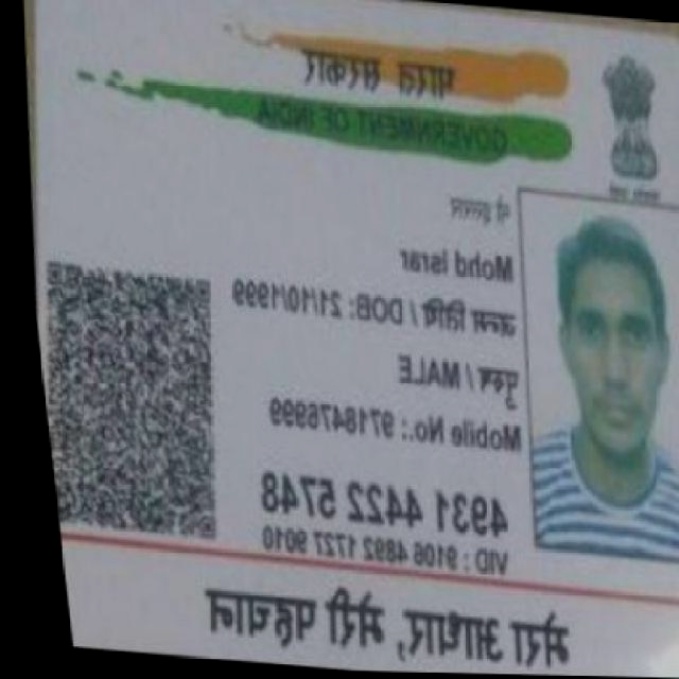 भारत सरकार
GOVERNMENT OF INDIA
मो इसरार
Mohd Israr
जन्म तिथि / DOB: 21/10/1999
पुरुष / MALE
Mobile No.: 9718476999
4931 4422 5748
VID : 9106 4892 1727 9010
मेरा आधार, मेरी पहचान